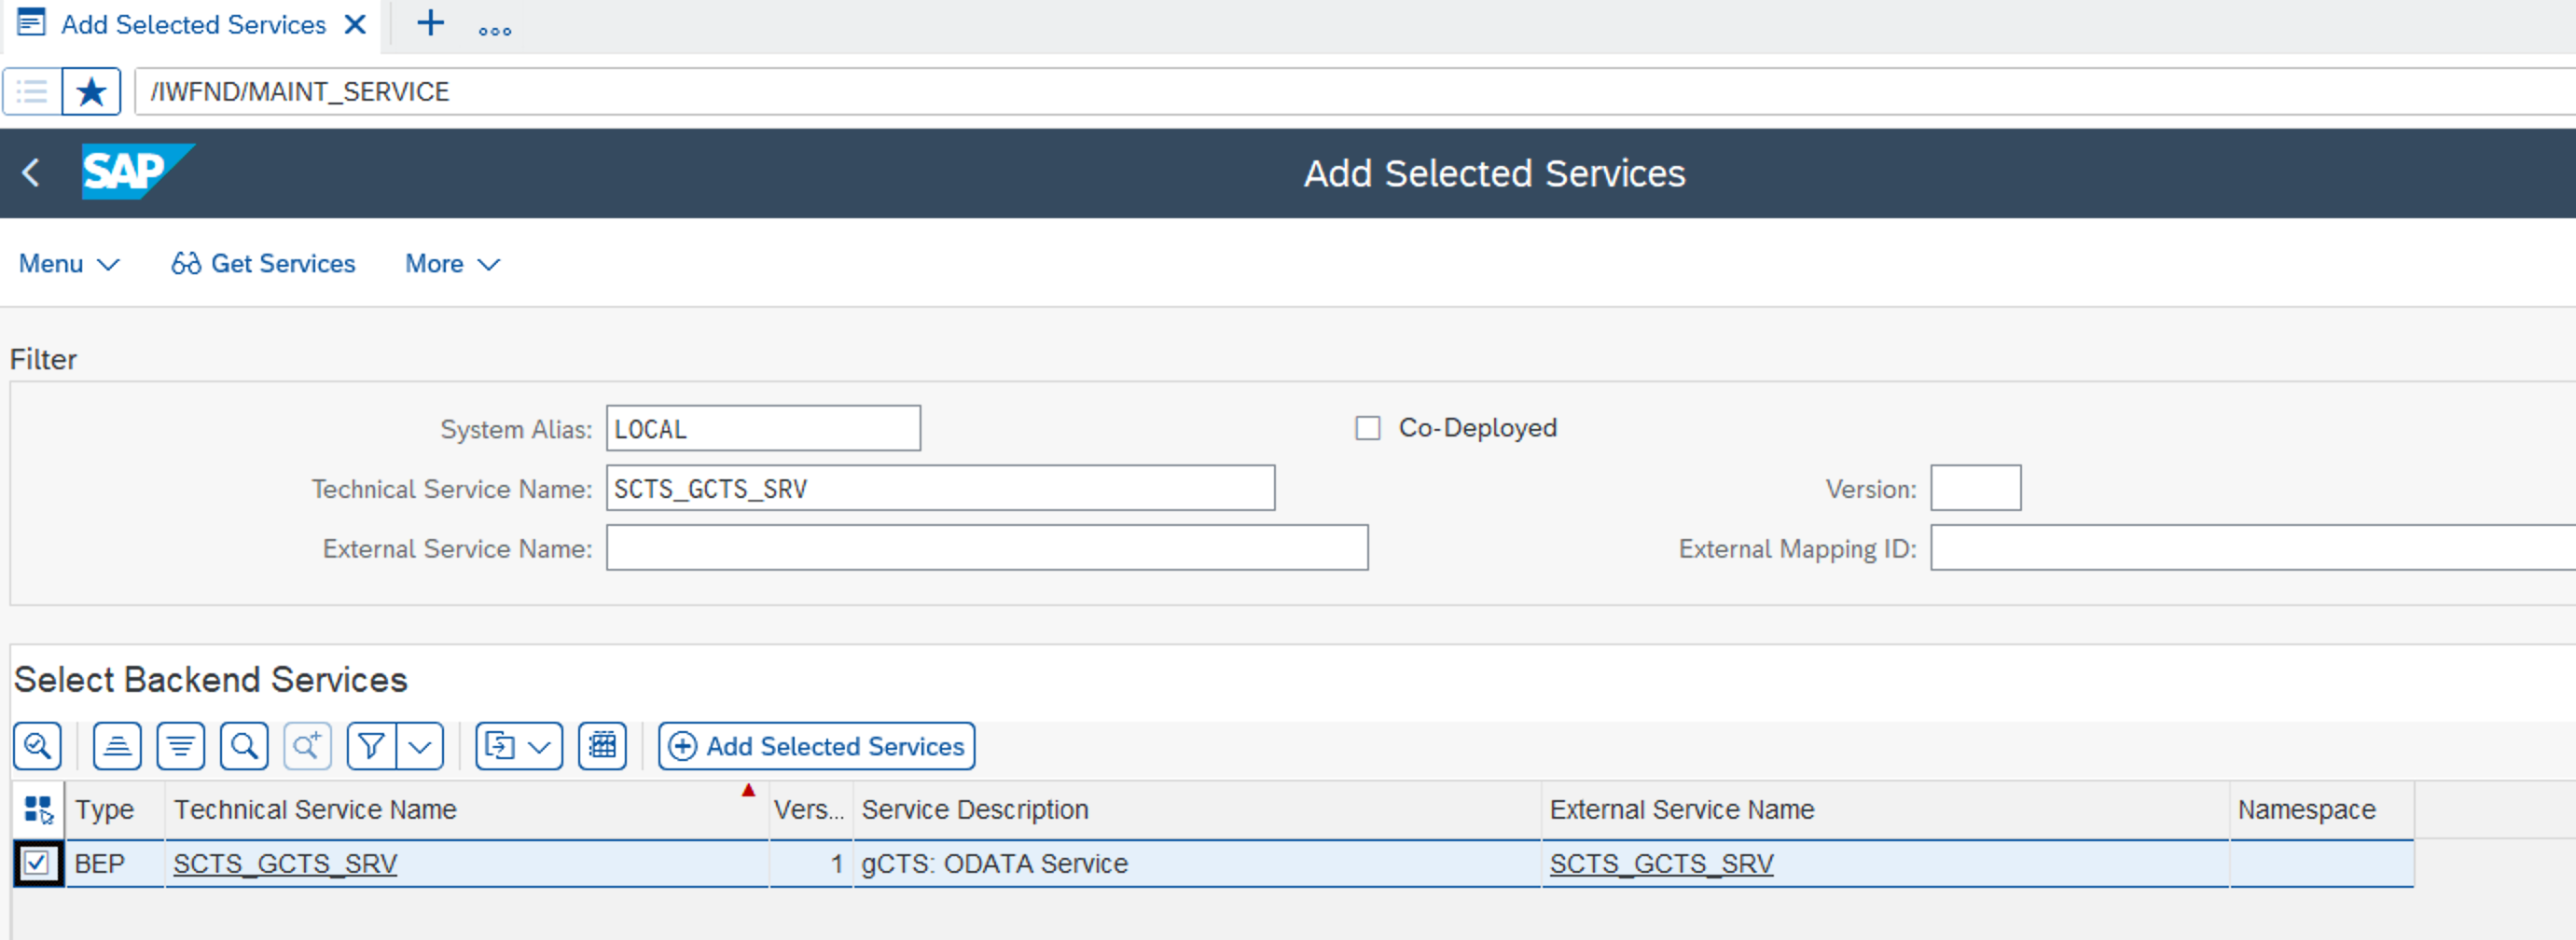 Add Selected Services
/IWFND/MAINT_SERVICE
SAP Add Selected Services
Menu Get Services More
Filter
System Alias: LOCAL Co-Deployed
Technical Service Name: SCTS_GCTS_SRV Version:
External Service Name: External Mapping ID:
Select Backend Services
Add Selected Services
Type Technical Service Name Vers... Service Description External Service Name Namespace
BEP SCTS_GCTS_SRV 1 gCTS: ODATA Service SCTS_GCTS_SRV